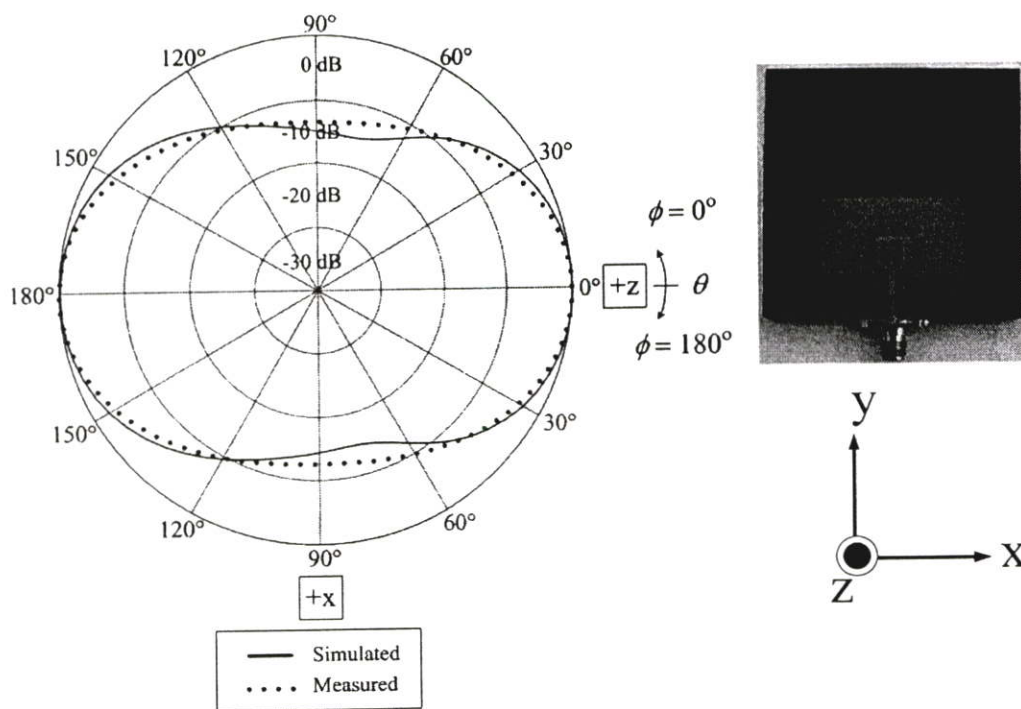 90°
120°
0 dB
60°
-10 dB
150°
30°
-20 dB
ϕ = 0°
-30 dB
180°
0°
+z
θ
ϕ = 180°
150°
30°
y
120°
60°
90°
x
z
+x
Simulated
Measured